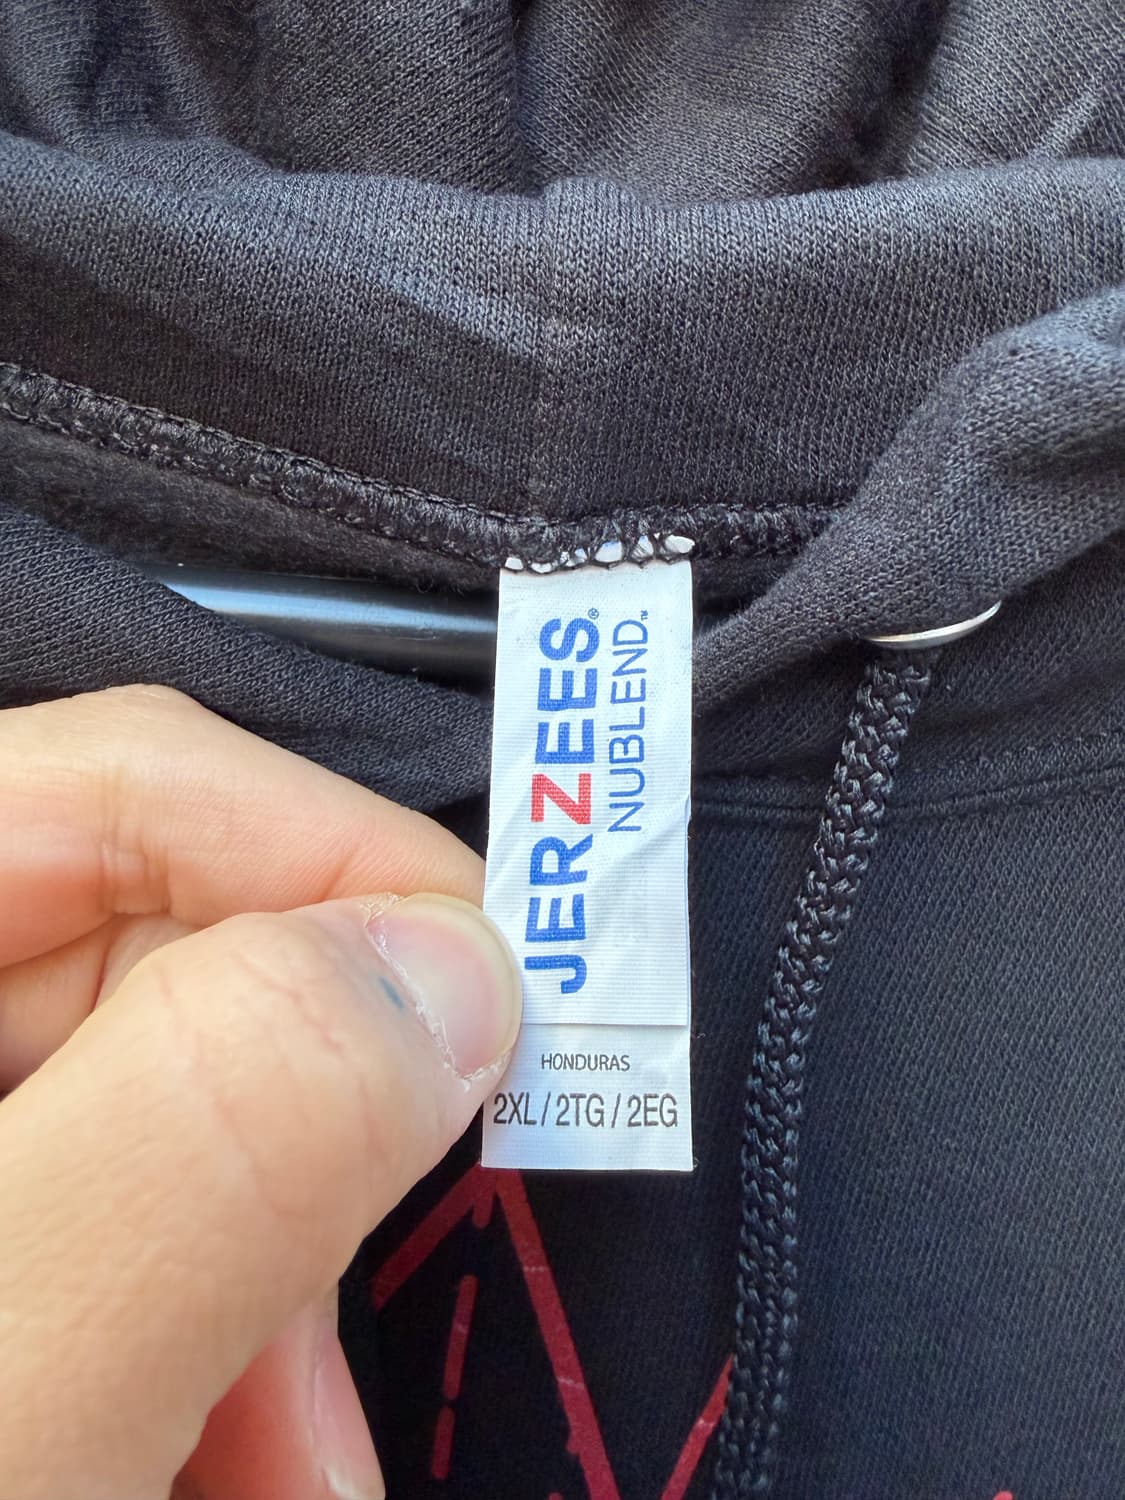 JERZEES®
NUBLEND™
HONDURAS
2XL / 2TG / 2EG